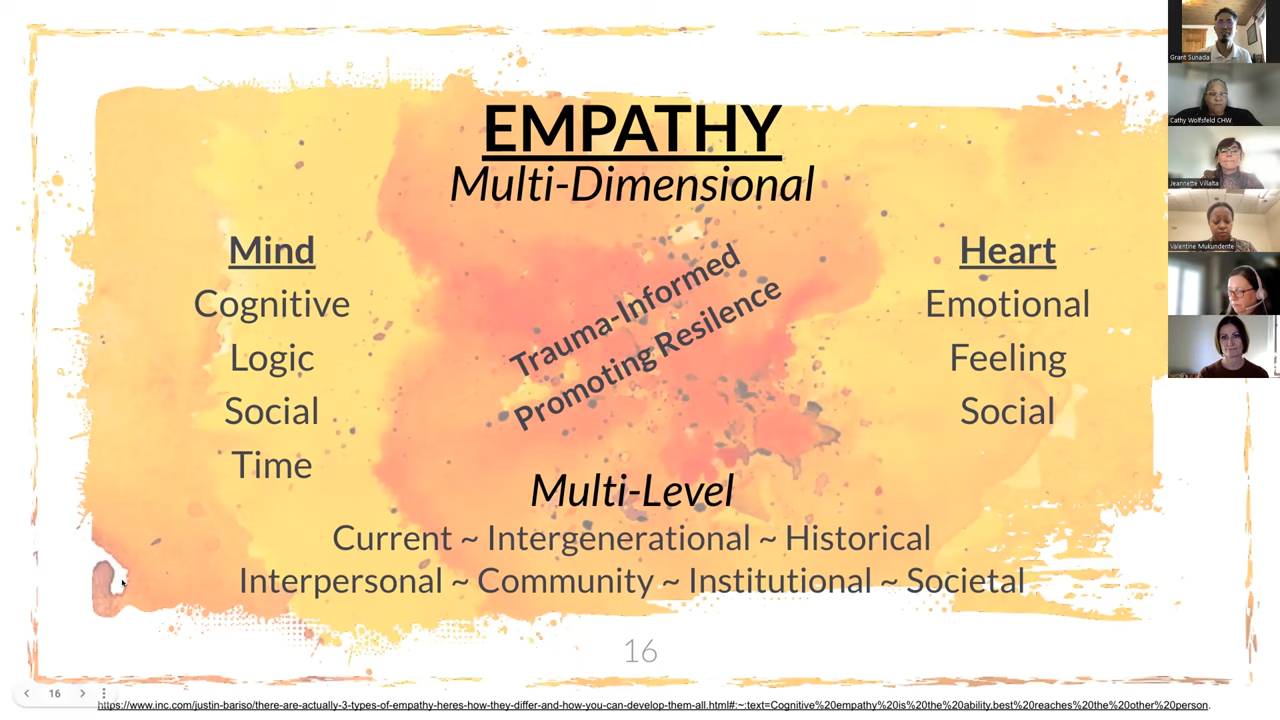 EMPATHY
Multi-Dimensional
Mind
Cognitive
Logic
Social
Time
Trauma-Informed
Promoting Resilence
Heart
Emotional
Feeling
Social
Multi-Level
Current ~ Intergenerational ~ Historical
Interpersonal ~ Community ~ Institutional ~ Societal
16
16
https://www.inc.com/justin-bariso/there-are-actually-3-types-of-empathy-heres-how-they-differ-and-how-you-can-develop-them-all.html#:~:text=Cognitive%20empathy%20is%20the%20ability,best%20reaches%20the%20other%20person.
Grant Sunada
Cathy Wolfsfeld CHW
Jeannette Villalta
Valentine Mukundente